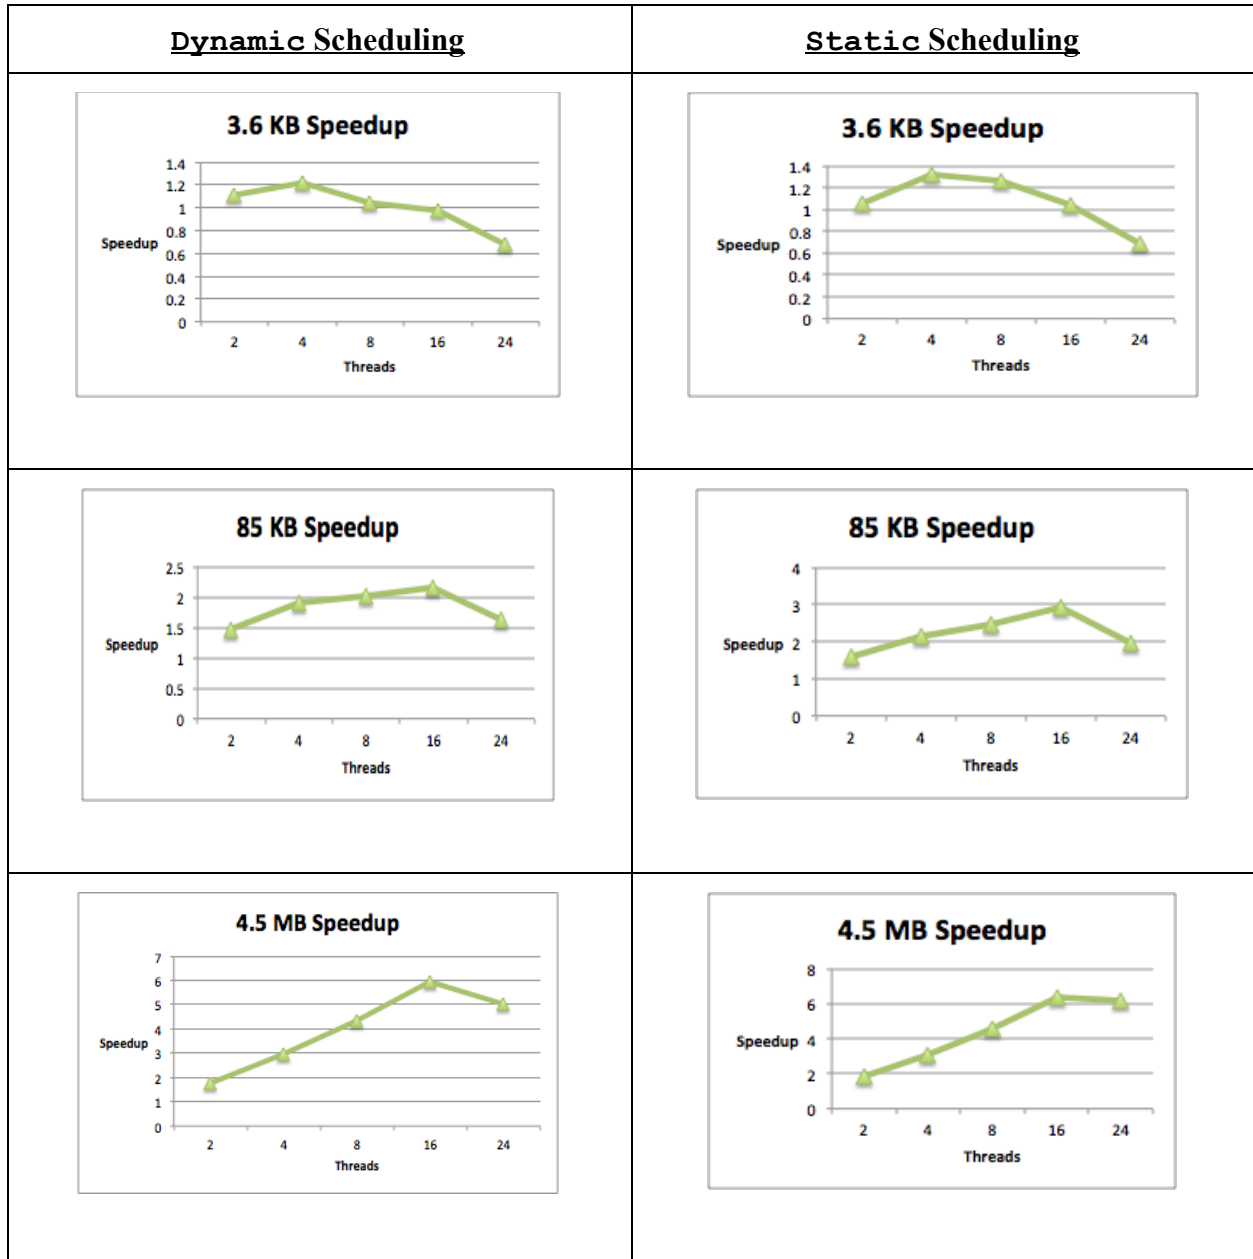 Dynamic Scheduling
Static Scheduling
3.6 KB Speedup
1.4
1.2
1
0.8
Speedup
0.6
0.4
0.2
0
2 4 8 16 24
Threads
3.6 KB Speedup
1.4
1.2
1
0.8
Speedup
0.6
0.4
0.2
0
2 4 8 16 24
Threads
85 KB Speedup
2.5
2
1.5
Speedup
1
0.5
0
2 4 8 16 24
Threads
85 KB Speedup
4
3
Speedup 2
1
0
2 4 8 16 24
Threads
4.5 MB Speedup
7
6
5
4
Speedup 3
2
1
0
2 4 8 16 24
Threads
4.5 MB Speedup
8
6
Speedup 4
2
0
2 4 8 16 24
Threads